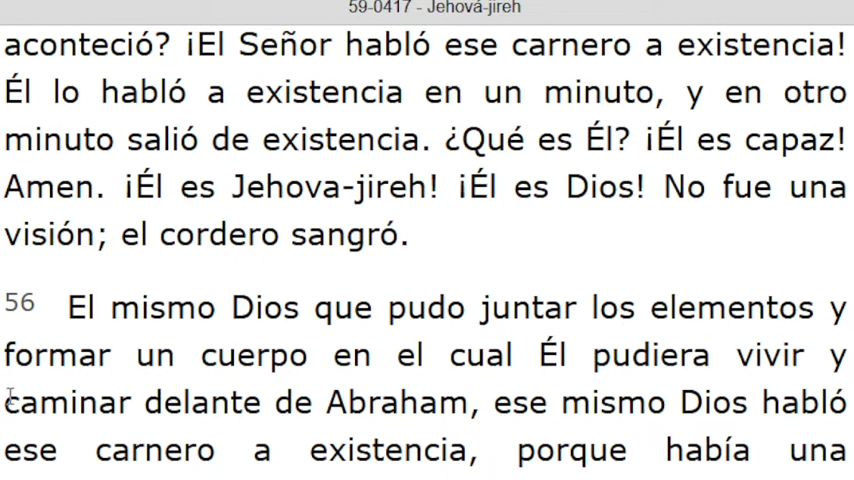 59-0417 - Jehová-jireh
aconteció? ¡El Señor habló ese carnero a existencia!
Él lo habló a existencia en un minuto, y en otro
minuto salió de existencia. ¿Qué es Él? ¡Él es capaz!
Amen. ¡Él es Jehova-jireh! ¡Él es Dios! No fue una
visión; el cordero sangró.
56 El mismo Dios que pudo juntar los elementos y
formar un cuerpo en el cual Él pudiera vivir y
caminar delante de Abraham, ese mismo Dios habló
ese carnero a existencia, porque había una